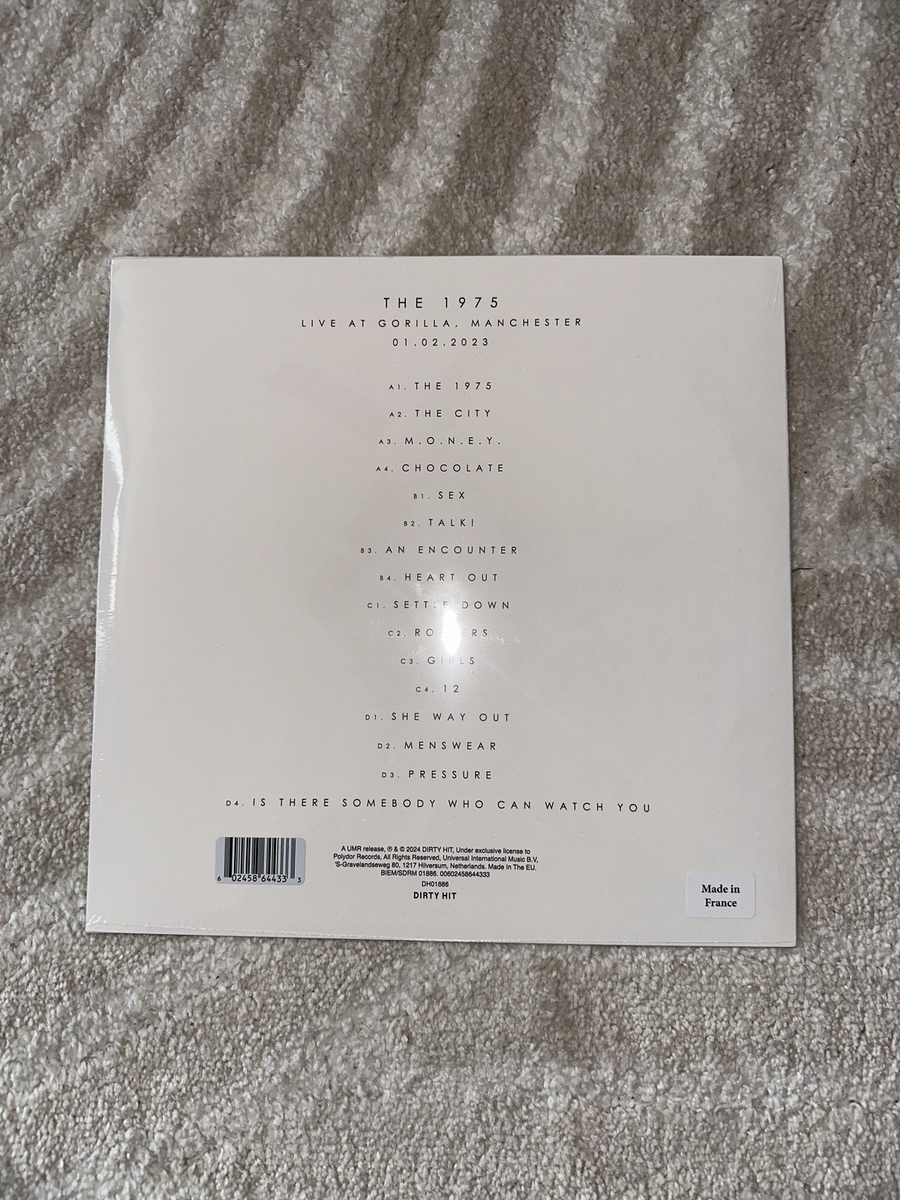 THE 1975
LIVE AT GORILLA, MANCHESTER
01.02.2023
A1. THE 1975
A2. THE CITY
A3. M.O.N.E.Y.
A4. CHOCOLATE
B1. SEX
B2. TALK!
B3. AN ENCOUNTER
B4. HEART OUT
C1. SETTLE DOWN
C2.
C3. GIRLS
C4. 12
D1. SHE WAY OUT
D2. MENSWEAR
D3. PRESSURE
D4. IS THERE SOMEBODY WHO CAN WATCH YOU
A UMR release, ℗ & © 2024 DIRTY HIT, Under exclusive license to
Polydor Records, All Rights Reserved, Universal International Music B.V,
'S-Gravelandseweg 80, 1217 Hilversum, Netherlands. Made In The EU.
BIEM/SDRM 01886. 00602458644333
DH01886
DIRTY HIT
6 02458 64433 3
Made in
France